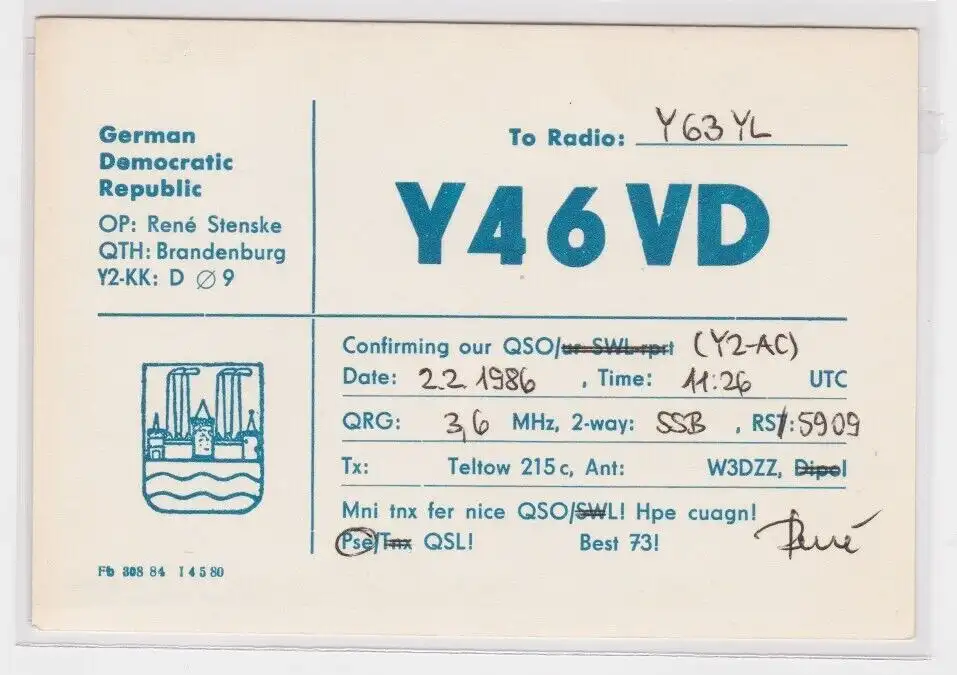 German
Democratic
Republic
OP: René Stenske
QTH: Brandenburg
Y2-KK: D Ø 9
To Radio: Y63YL
Y46VD
Confirming our QSO/ur SWL-rprt (Y2-AC)
Date: 2.2.1986 , Time: 11:26 UTC
QRG: 3,6 MHz, 2-way: SSB , RST: 5909
Tx: Teltow 215 c, Ant: W3DZZ, Dipol
Mni tnx fer nice QSO/SWL! Hpe cuagn!
Pse/Tnx QSL! Best 73! René
Fb 308 84 I 4 5 80